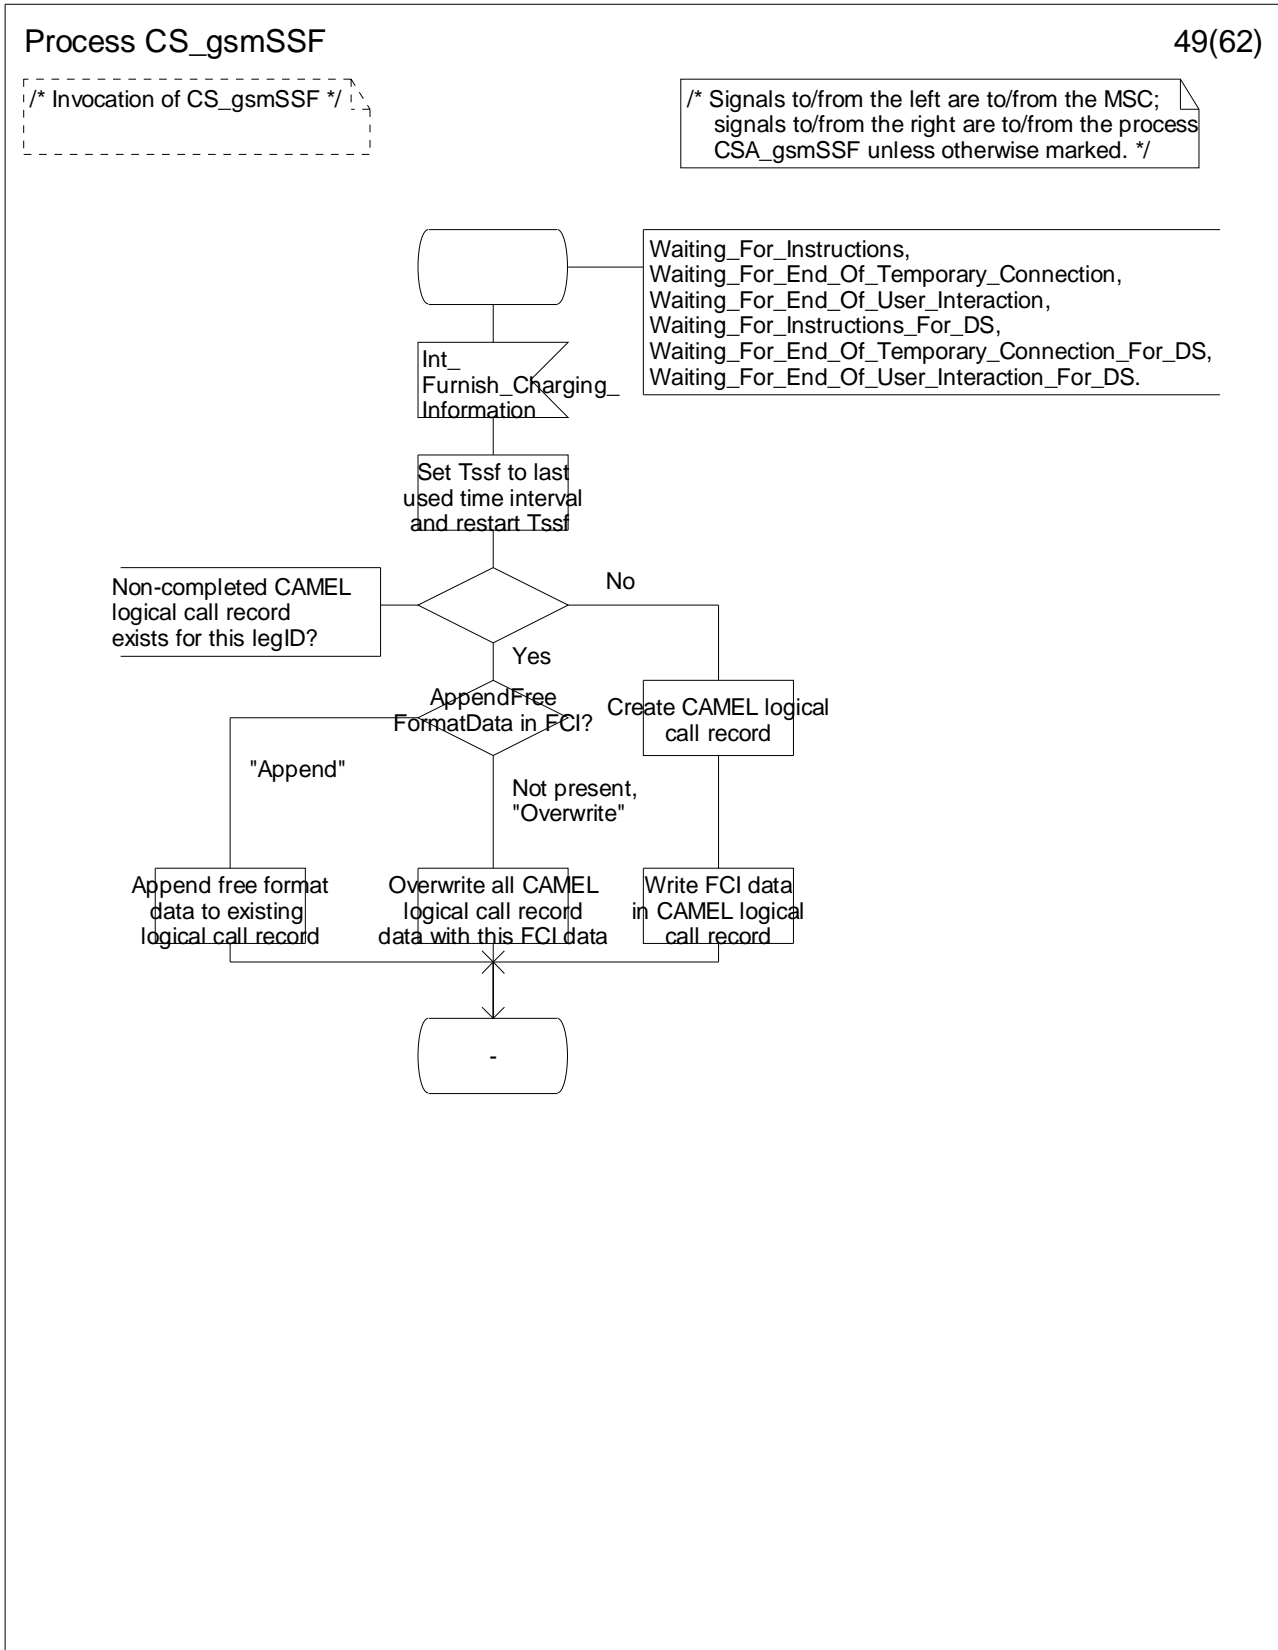 Process CS_gsmSSF
49(62)
/* Invocation of CS_gsmSSF */
/* Signals to/from the left are to/from the MSC;
signals to/from the right are to/from the process
CSA_gsmSSF unless otherwise marked. */
Waiting_For_Instructions,
Waiting_For_End_Of_Temporary_Connection,
Waiting_For_End_Of_User_Interaction,
Waiting_For_Instructions_For_DS,
Waiting_For_End_Of_Temporary_Connection_For_DS,
Waiting_For_End_Of_User_Interaction_For_DS.
Int_
Furnish_Charging_
Information
Set Tssf to last
used time interval
and restart Tssf
Non-completed CAMEL
logical call record
exists for this legID?
No
Yes
AppendFree
FormatData in FCI?
Create CAMEL logical
call record
"Append"
Not present,
"Overwrite"
Append free format
data to existing
logical call record
Overwrite all CAMEL
logical call record
data with this FCI data
Write FCI data
in CAMEL logical
call record
-